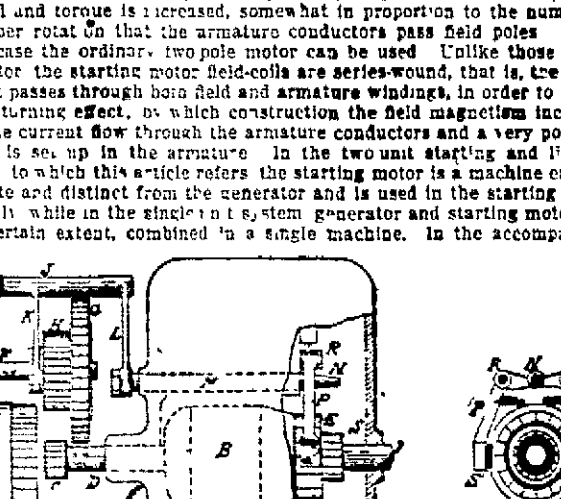 and torque is increased, somewhat in proportion to the num
per rotation that the armature conductors pass field poles
case the ordinary two pole motor can be used Unlike those
tor the starting motor field-coils are series-wound, that is, the
passes through both field and armature windings, in order to
turning effect, by which construction the field magnetism inc
e current flow through the armature conductors and a very po
is set up in the armature In the two unit starting and li
to which this article refers the starting motor is a machine e
te and distinct from the generator and is used in the starting
while in the single unit system generator and starting moto
ertain extent, combined in a single machine. In the accompa
J
K H G L
F R N
M
P
E
B S
C D
R N
P
S